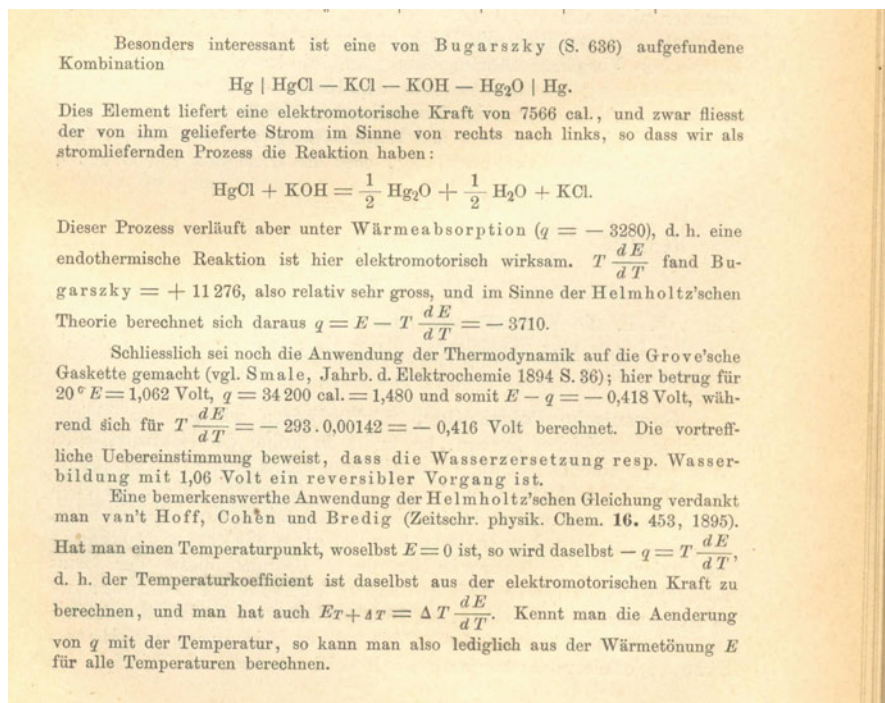 Besonders interessant ist eine von Bugarszky (S. 636) aufgefundene
Kombination
Hg | HgCl — KCl — KOH — Hg₂O | Hg.
Dies Element liefert eine elektromotorische Kraft von 7566 cal., und zwar fliesst
der von ihm gelieferte Strom im Sinne von rechts nach links, so dass wir als
stromliefernden Prozess die Reaktion haben:
HgCl + KOH = 1/2 Hg₂O + 1/2 H₂O + KCl.
Dieser Prozess verläuft aber unter Wärmeabsorption (q = — 3280), d. h. eine
endothermische Reaktion ist hier elektromotorisch wirksam. T dE/dT fand Bu-
garszky = + 11 276, also relativ sehr gross, und im Sinne der Helmholtz'schen
Theorie berechnet sich daraus q = E — T dE/dT = — 3710.
Schliesslich sei noch die Anwendung der Thermodynamik auf die Grove'sche
Gaskette gemacht (vgl. Smale, Jahrb. d. Elektrochemie 1894 S. 36); hier betrug für
20° E = 1,062 Volt, q = 34 200 cal. = 1,480 und somit E — q = — 0,418 Volt, wäh-
rend sich für T dE/dT = — 293 . 0,00142 = — 0,416 Volt berechnet. Die vortreff-
liche Uebereinstimmung beweist, dass die Wasserzersetzung resp. Wasser-
bildung mit 1,06 Volt ein reversibler Vorgang ist.
Eine bemerkenswerthe Anwendung der Helmholtz'schen Gleichung verdankt
man van't Hoff, Cohen und Bredig (Zeitschr. physik. Chem. 16. 453, 1895).
Hat man einen Temperaturpunkt, woselbst E = 0 ist, so wird daselbst — q = T dE/dT,
d. h. der Temperaturkoefficient ist daselbst aus der elektromotorischen Kraft zu
berechnen, und man hat auch E_{T+ΔT} = Δ T dE/dT. Kennt man die Aenderung
von q mit der Temperatur, so kann man also lediglich aus der Wärmetönung E
für alle Temperaturen berechnen.